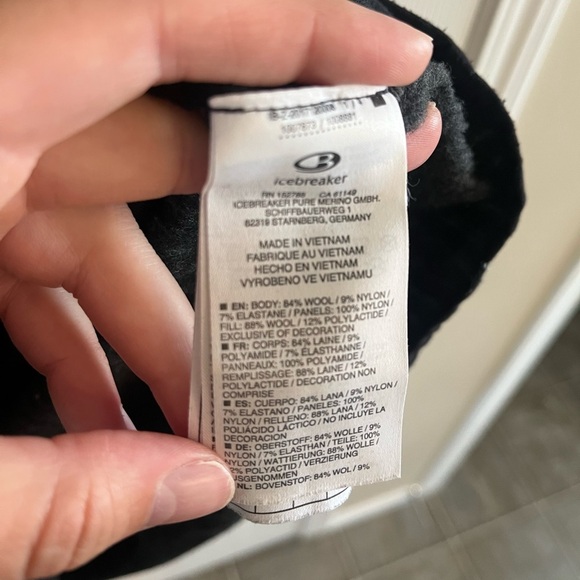 icebreaker
RN 152786 CA 61149
ICEBREAKER PURE MERINO GMBH.
SCHIFFBAUERWEG 1
82319 STARNBERG, GERMANY
MADE IN VIETNAM
FABRIQUE AU VIETNAM
HECHO EN VIETNAM
VYROBENO VE VIETNAMU
■ EN: BODY: 84% WOOL / 9% NYLON /
7% ELASTANE / PANELS: 100% NYLON /
FILL: 88% WOOL / 12% POLYLACTIDE /
EXCLUSIVE OF DECORATION
■ FR: CORPS: 84% LAINE / 9%
POLYAMIDE / 7% ÉLASTHANNE /
PANNEAUX: 100% POLYAMIDE /
REMPLISSAGE: 88% LAINE / 12%
POLYLACTIDE / DECORATION NON
COMPRISE
■ ES: CUERPO: 84% LANA / 9% NYLON /
7% ELASTANO / PANELES: 100%
NYLON / RELLENO: 88% LANA / 12%
POLIÁCIDO LÁCTICO / NO INCLUYE LA
DECORACION
■ DE: OBERSTOFF: 84% WOLLE / 9%
NYLON / 7% ELASTHAN / TEILE: 100%
NYLON / WATTIERUNG: 88% WOLLE /
12% POLYACTID / VERZIERUNG
AUSGENOMMEN
NL: BOVENSTOF: 84% WOL / 9%